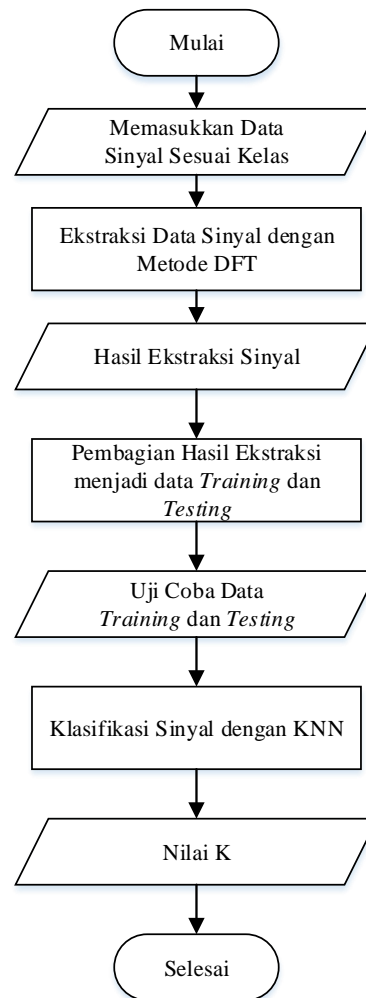 Mulai
Memasukkan Data
Sinyal Sesuai Kelas
Ekstraksi Data Sinyal dengan
Metode DFT
Hasil Ekstraksi Sinyal
Pembagian Hasil Ekstraksi
menjadi data Training dan
Testing
Uji Coba Data
Training dan Testing
Klasifikasi Sinyal dengan KNN
Nilai K
Selesai